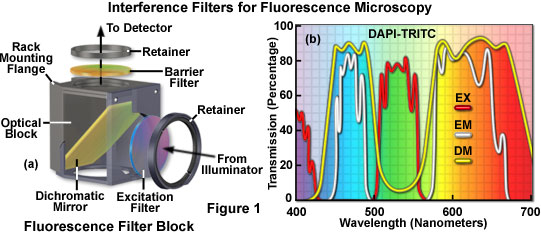 Interference Filters for Fluorescence Microscopy
To Detector
Rack
Mounting
Flange
Retainer
Barrier
Filter
Retainer
Optical
Block
(a)
From
Illuminator
Dichromatic
Mirror
Excitation
Filter
Figure 1
Fluorescence Filter Block
(b)
DAPI-TRITC
Transmission (Percentage)
100
80
60
40
20
0
EX
EM
DM
400
500
600
700
Wavelength (Nanometers)